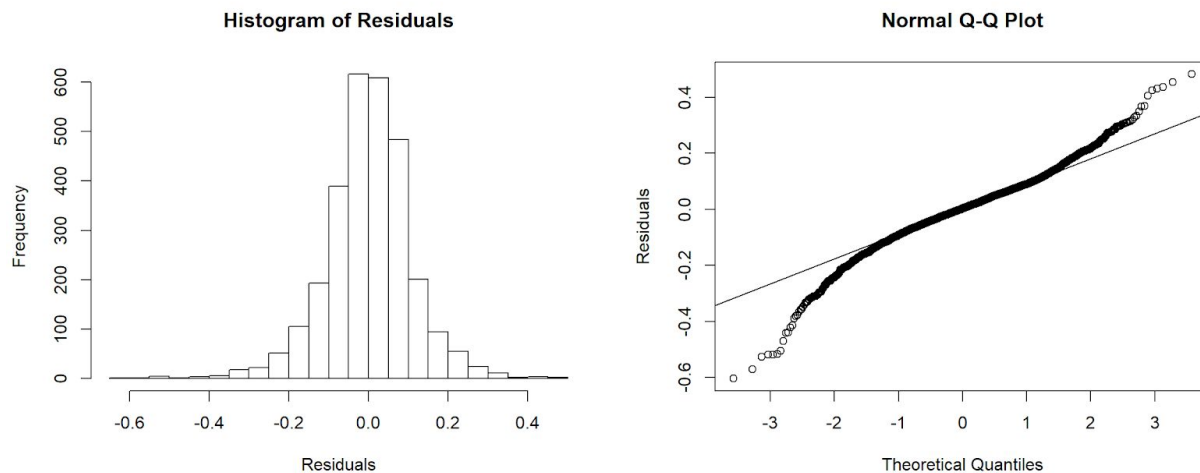 Histogram of Residuals
Frequency
600
500
400
300
200
100
0
-0.6 -0.4 -0.2 0.0 0.2 0.4
Residuals
Normal Q-Q Plot
Residuals
0.4
0.2
0.0
-0.2
-0.4
-0.6
-3 -2 -1 0 1 2 3
Theoretical Quantiles